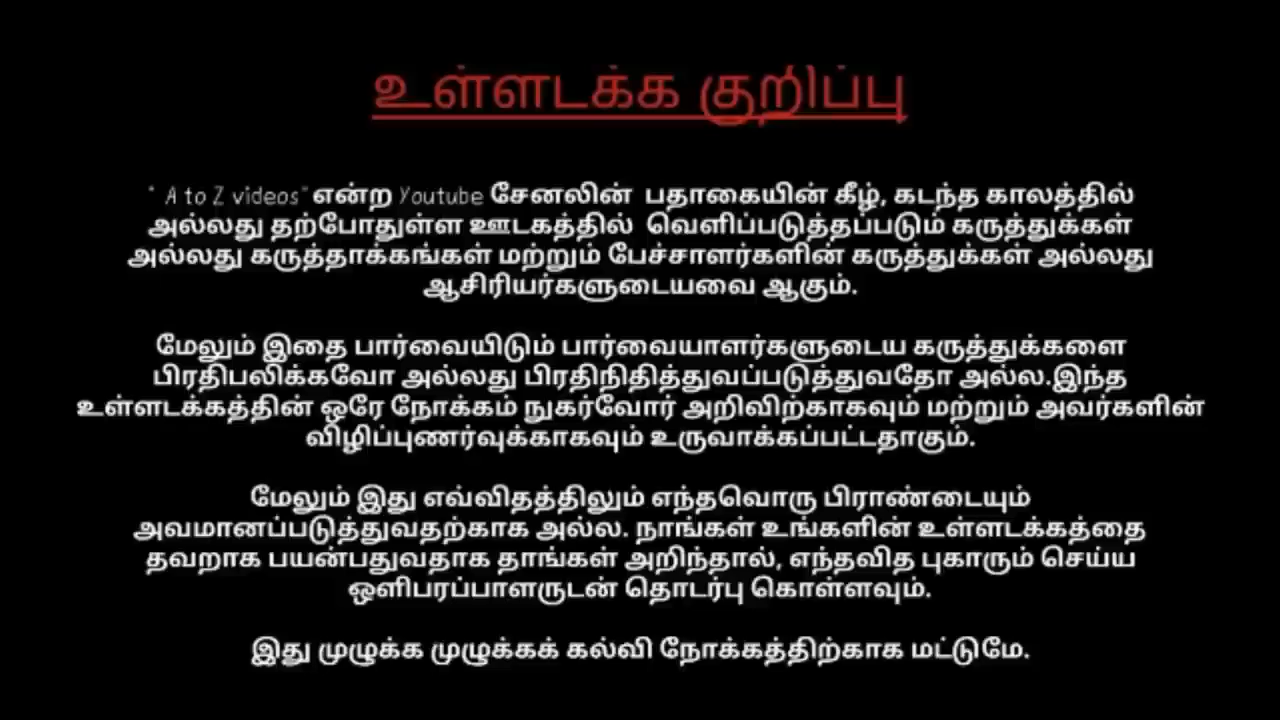 உள்ளடக்க குறிப்பு
" A to Z videos" என்ற Youtube சேனலின் பதாகையின் கீழ், கடந்த காலத்தில்
அல்லது தற்போதுள்ள ஊடகத்தில் வெளிப்படுத்தப்படும் கருத்துக்கள்
அல்லது கருத்தாக்கங்கள் மற்றும் பேச்சாளர்களின் கருத்துக்கள் அல்லது
ஆசிரியர்களுடையவை ஆகும்.
மேலும் இதை பார்வையிடும் பார்வையாளர்களுடைய கருத்துக்களை
பிரதிபலிக்கவோ அல்லது பிரதிநிதித்துவப்படுத்துவதோ அல்ல.இந்த
உள்ளடக்கத்தின் ஒரே நோக்கம் நுகர்வோர் அறிவிற்காகவும் மற்றும் அவர்களின்
விழிப்புணர்வுக்காகவும் உருவாக்கப்பட்டதாகும்.
மேலும் இது எவ்விதத்திலும் எந்தவொரு பிராண்டையும்
அவமானப்படுத்துவதற்காக அல்ல. நாங்கள் உங்களின் உள்ளடக்கத்தை
தவறாக பயன்பதுவதாக தாங்கள் அறிந்தால், எந்தவித புகாரும் செய்ய
ஒளிபரப்பாளருடன் தொடர்பு கொள்ளவும்.
இது முழுக்க முழுக்கக் கல்வி நோக்கத்திற்காக மட்டுமே.